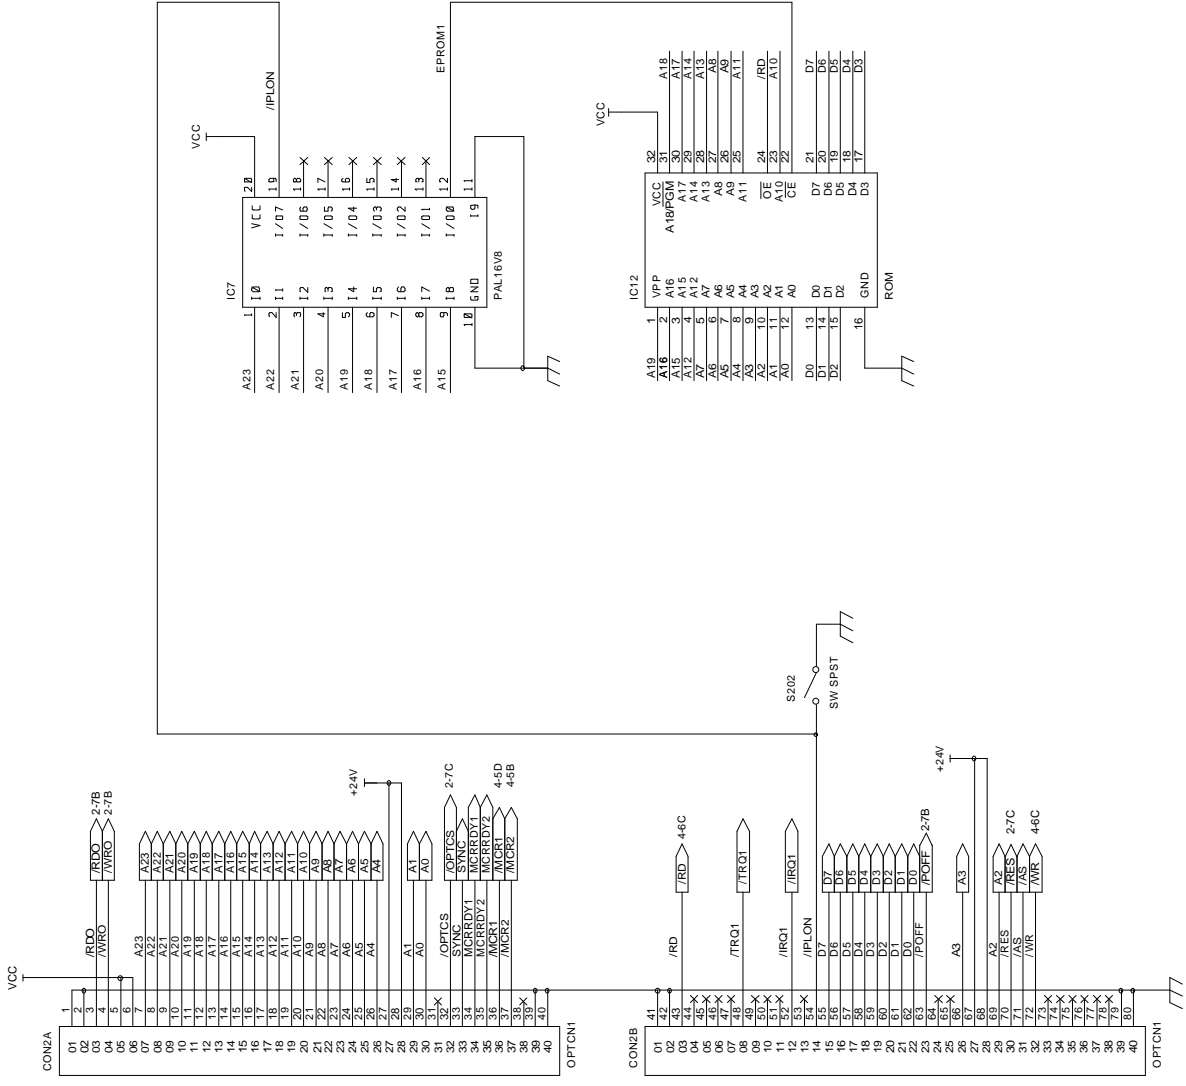 /IPLON
EPROM1
VCC
20 19 18 17 16 15 14 13 12 11
VCC I/O7 I/O6 I/O5 I/O4 I/O3 I/O2 I/O1 I/O0 I9
IC7
PAL16V8
I0 I1 I2 I3 I4 I5 I6 I7 I8 GND
1 2 3 4 5 6 7 8 9 10
A23 A22 A21 A20 A19 A18 A17 A16 A15
VCC
A18 A17 A14 A13 A8 A9 A11 /RD A10 D7 D6 D5 D4 D3
32 31 30 29 28 27 26 25 24 23 22 21 20 19 18 17
VCC A18/PGM A17 A14 A13 A8 A9 A11 OE A10 CE D7 D6 D5 D4 D3
IC12
ROM
VPP A16 A15 A12 A7 A6 A5 A4 A3 A2 A1 A0 D0 D1 D2 GND
1 2 3 4 5 6 7 8 9 10 11 12 13 14 15 16
A19 A16 A15 A12 A7 A6 A5 A4 A3 A2 A1 A0 D0 D1 D2
S202
SW SPST
+24V
+24V
2-7B 2-7B
2-7C
4-5D
4-5B
/RDO /WRO A23 A22 A21 A20 A19 A18 A17 A16 A15 A14 A13 A12 A11 A10 A9 A8 A7 A6 A5 A4 A1 A0 /OPTCS SYNC MCRRDY1 MCRRDY2 /MCR1 /MCR2
/RDO /WRO A23 A22 A21 A20 A19 A18 A17 A16 A15 A14 A13 A12 A11 A10 A9 A8 A7 A6 A5 A4 A1 A0 /OPTCS SYNC MCRRDY1 MCRRDY2 /MCR1 /MCR2
VCC
1 2 3 4 5 6 7 8 9 10 11 12 13 14 15 16 17 18 19 20 21 22 23 24 25 26 27 28 29 30 31 32 33 34 35 36 37 38 39 40
CON2A
01 02 03 04 05 06 07 08 09 10 11 12 13 14 15 16 17 18 19 20 21 22 23 24 25 26 27 28 29 30 31 32 33 34 35 36 37 38 39 40
OPTCN1
4-6C
2-7B
2-7C
4-6C
/RD /TRQ1 /IRQ1 D7 D6 D5 D4 D3 D2 D1 D0 /POFF A3 A2 /RES /AS /WR
/RD /TRQ1 /IRQ1 /IPLON D7 D6 D5 D4 D3 D2 D1 D0 /POFF A3 A2 /RES /AS /WR
41 42 43 44 45 46 47 48 49 50 51 52 53 54 55 56 57 58 59 60 61 62 63 64 65 66 67 68 69 70 71 72 73 74 75 76 77 78 79 80
CON2B
01 02 03 04 05 06 07 08 09 10 11 12 13 14 15 16 17 18 19 20 21 22 23 24 25 26 27 28 29 30 31 32 33 34 35 36 37 38 39 40
OPTCN1